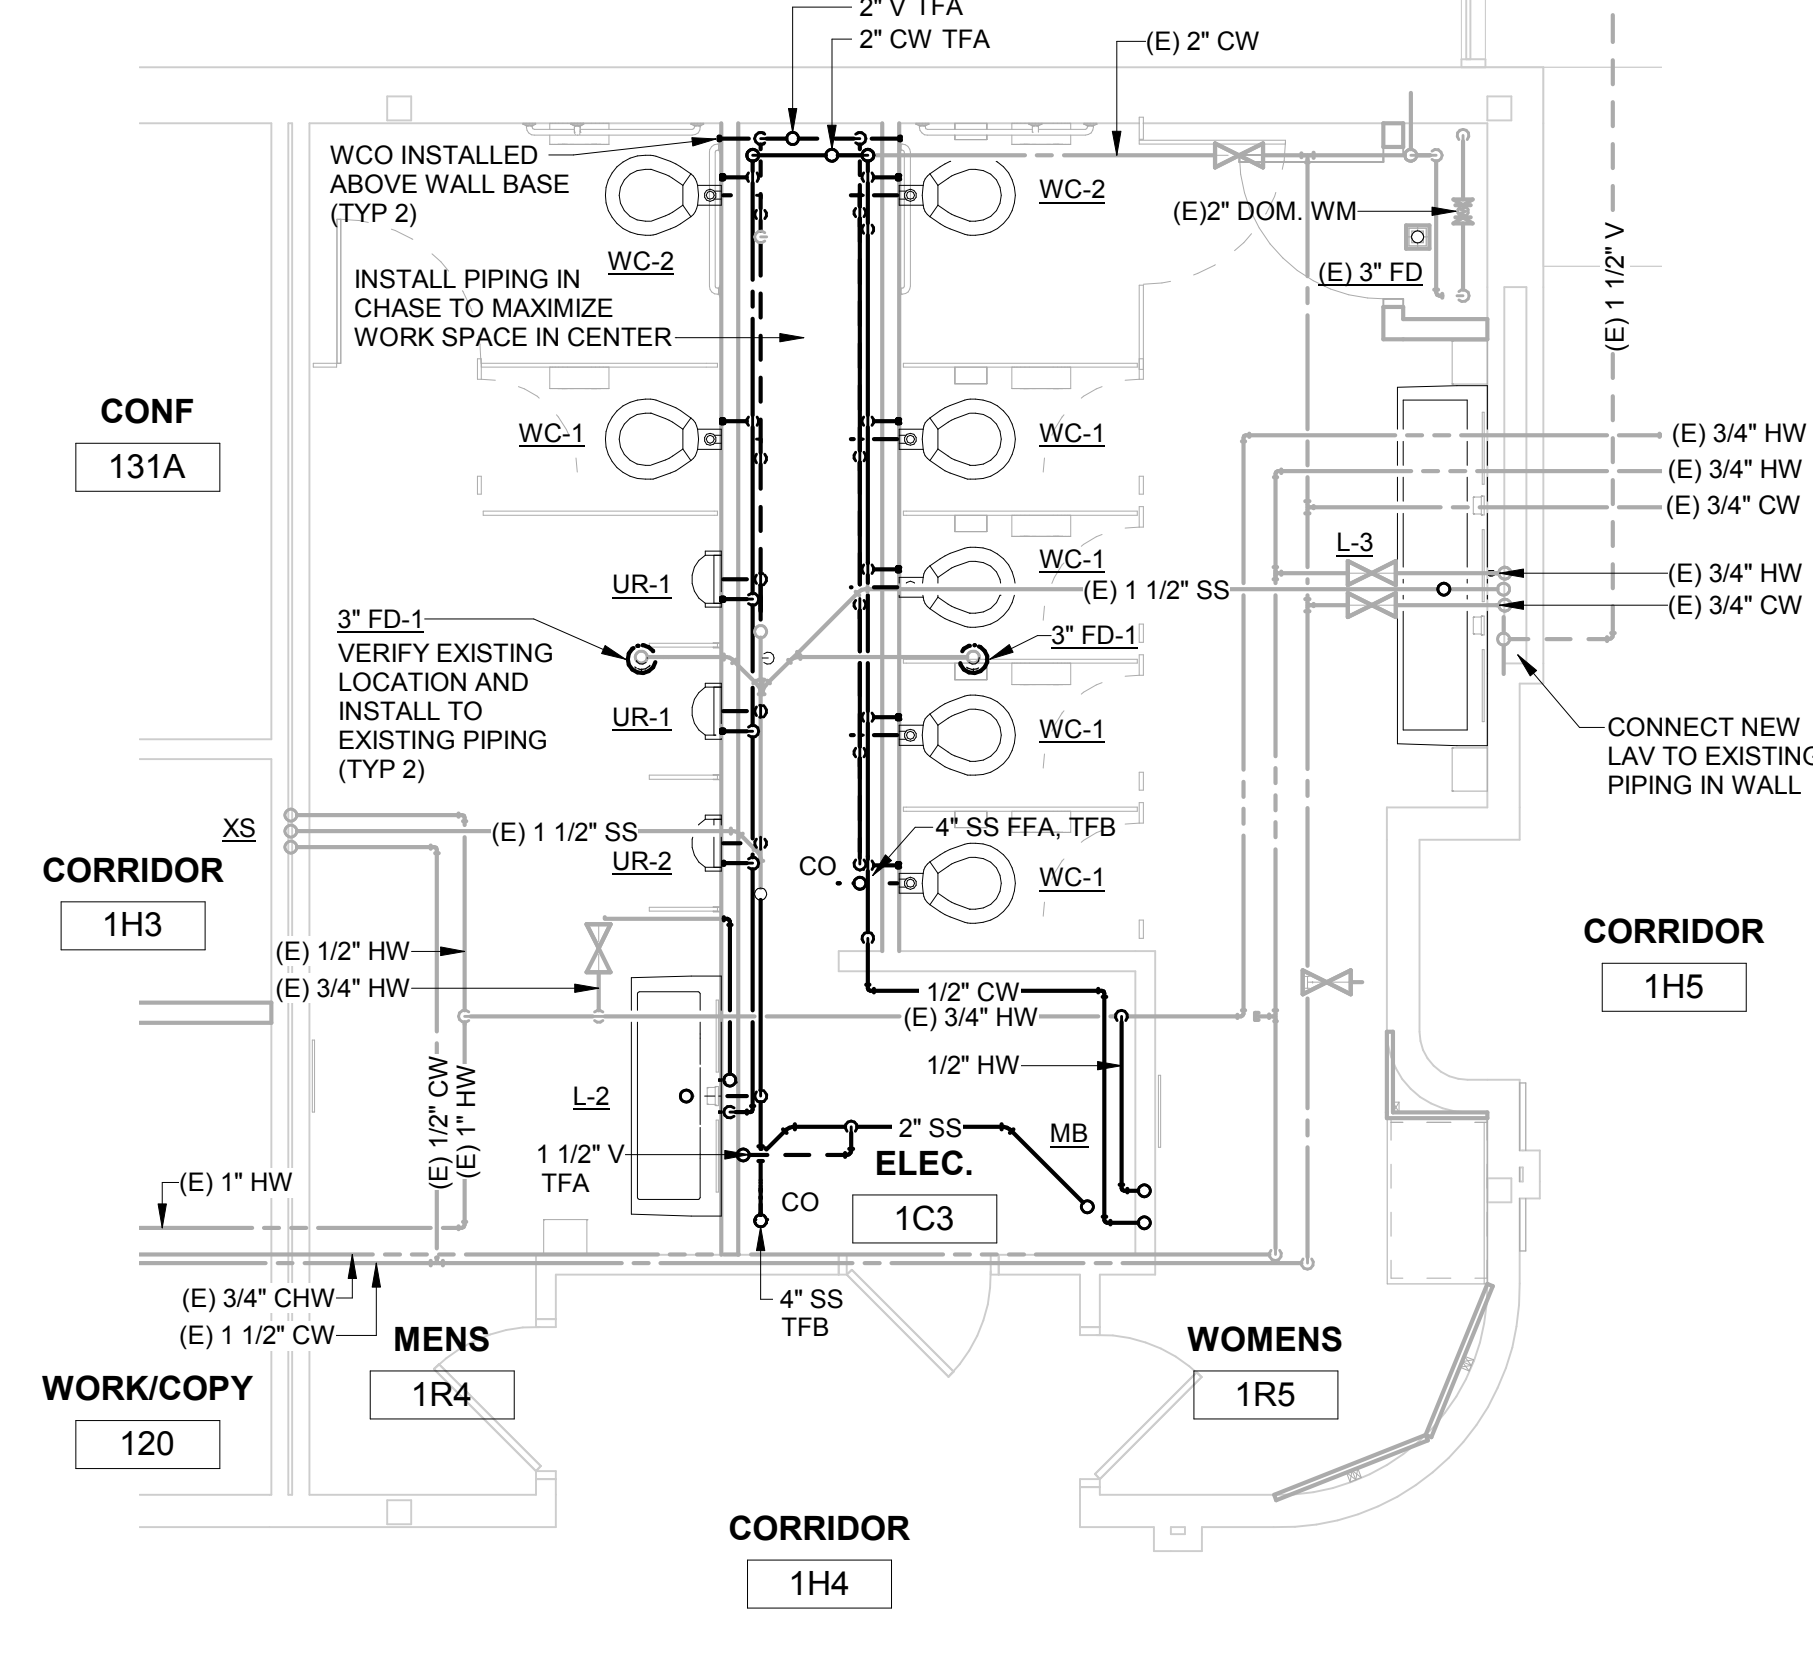 2" V TFA
2" CW TFA
(E) 2" CW
WCO INSTALLED
ABOVE WALL BASE
(TYP 2)
WC-2
WC-2
(E)2" DOM. WM
(E) 3" FD
(E) 1 1/2" V
INSTALL PIPING IN
CHASE TO MAXIMIZE
WORK SPACE IN CENTER
CONF
131A
WC-1
WC-1
(E) 3/4" HW
(E) 3/4" HW
(E) 3/4" CW
L-3
WC-1
(E) 3/4" HW
(E) 3/4" CW
UR-1
(E) 1 1/2" SS
3" FD-1
VERIFY EXISTING
LOCATION AND
INSTALL TO
EXISTING PIPING
(TYP 2)
3" FD-1
UR-1
WC-1
CONNECT NEW
LAV TO EXISTING
PIPING IN WALL
XS
(E) 1 1/2" SS
UR-2
4" SS FFA, TFB
CO
WC-1
CORRIDOR
1H3
CORRIDOR
1H5
(E) 1/2" HW
(E) 3/4" HW
1/2" CW
(E) 3/4" HW
1/2" HW
(E) 1/2" CW
(E) 1" HW
L-2
2" SS
MB
1 1/2" V
TFA
ELEC.
1C3
CO
(E) 1" HW
4" SS
TFB
(E) 3/4" CHW
(E) 1 1/2" CW
MENS
1R4
WOMENS
1R5
WORK/COPY
120
CORRIDOR
1H4